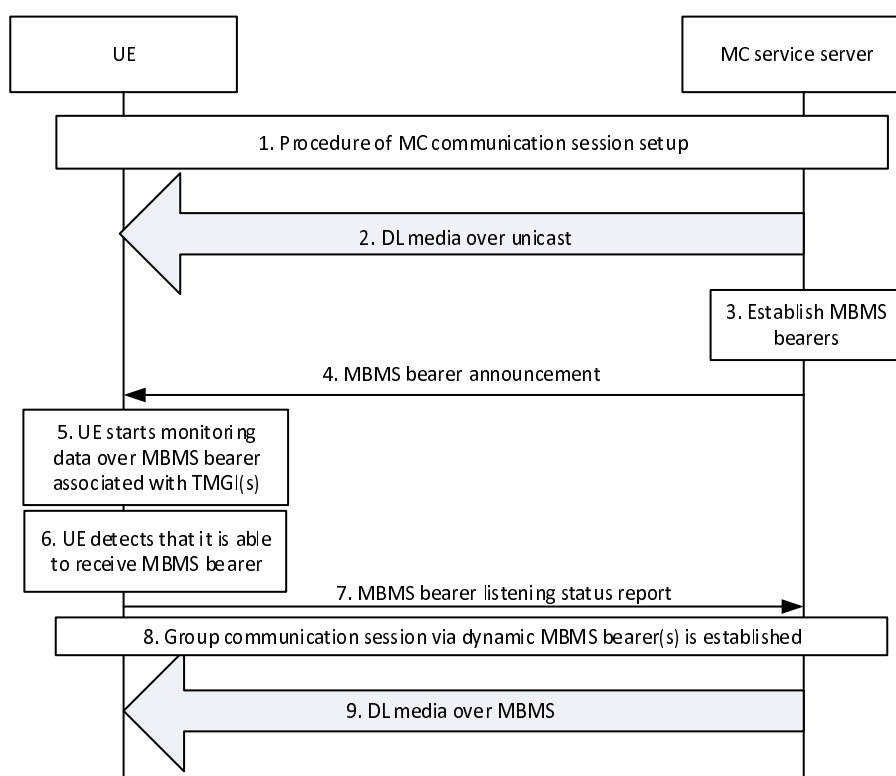 UE
MC service server
1. Procedure of MC communication session setup
2. DL media over unicast
3. Establish MBMS
bearers
4. MBMS bearer announcement
5. UE starts monitoring
data over MBMS bearer
associated with TMGI(s)
6. UE detects that it is able
to receive MBMS bearer
7. MBMS bearer listening status report
8. Group communication session via dynamic MBMS bearer(s) is established
9. DL media over MBMS